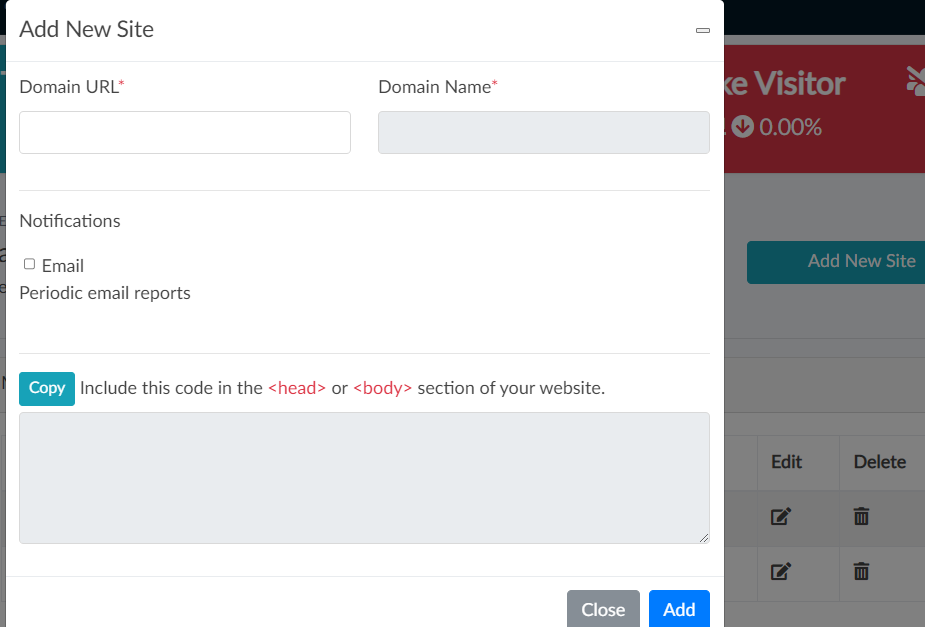 Add New Site
Domain URL*
Domain Name*
Notifications
Email
Periodic email reports
Copy Include this code in the <head> or <body> section of your website.
Close
Add
Visitor
0.00%
Add New Site
Edit
Delete